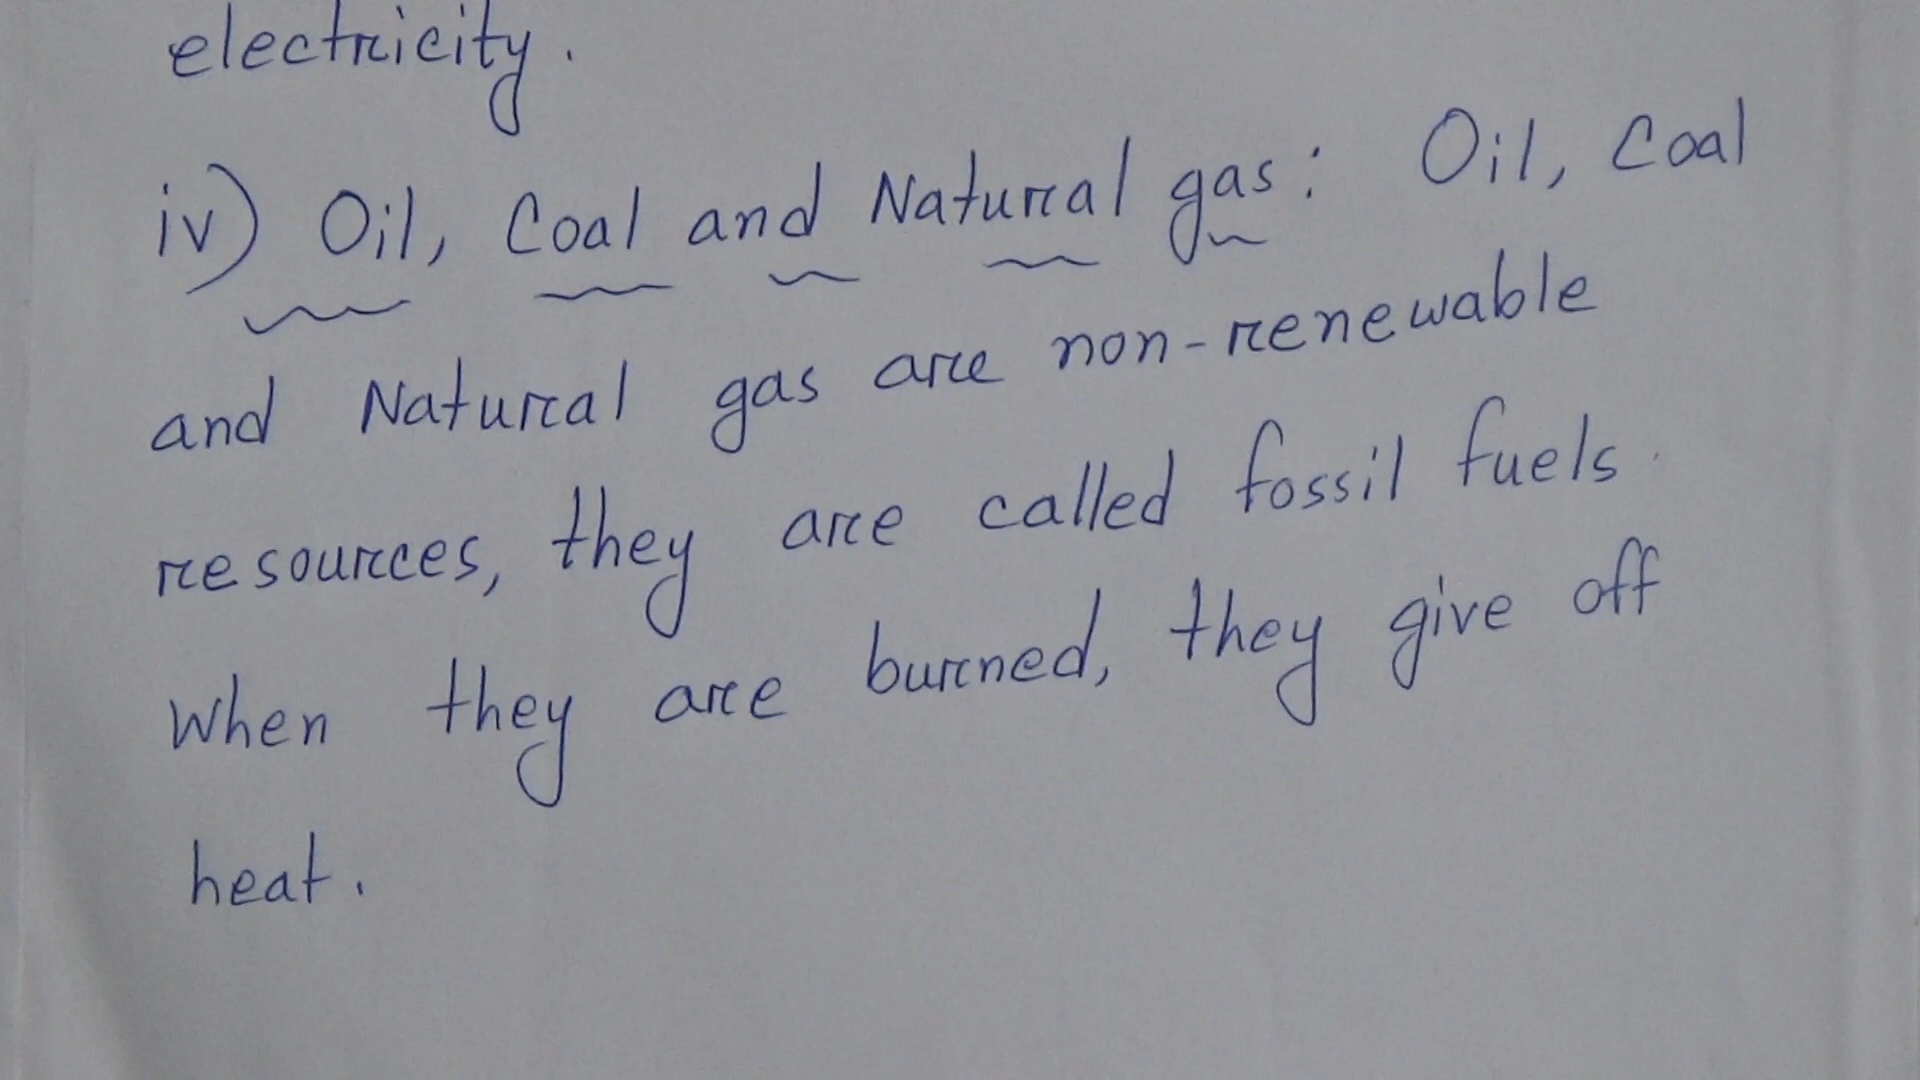 electricity.
iv) Oil, Coal and Natural gas: Oil, Coal
and Natural gas are non-renewable
resources, they are called fossil fuels.
When they are burned, they give off
heat.